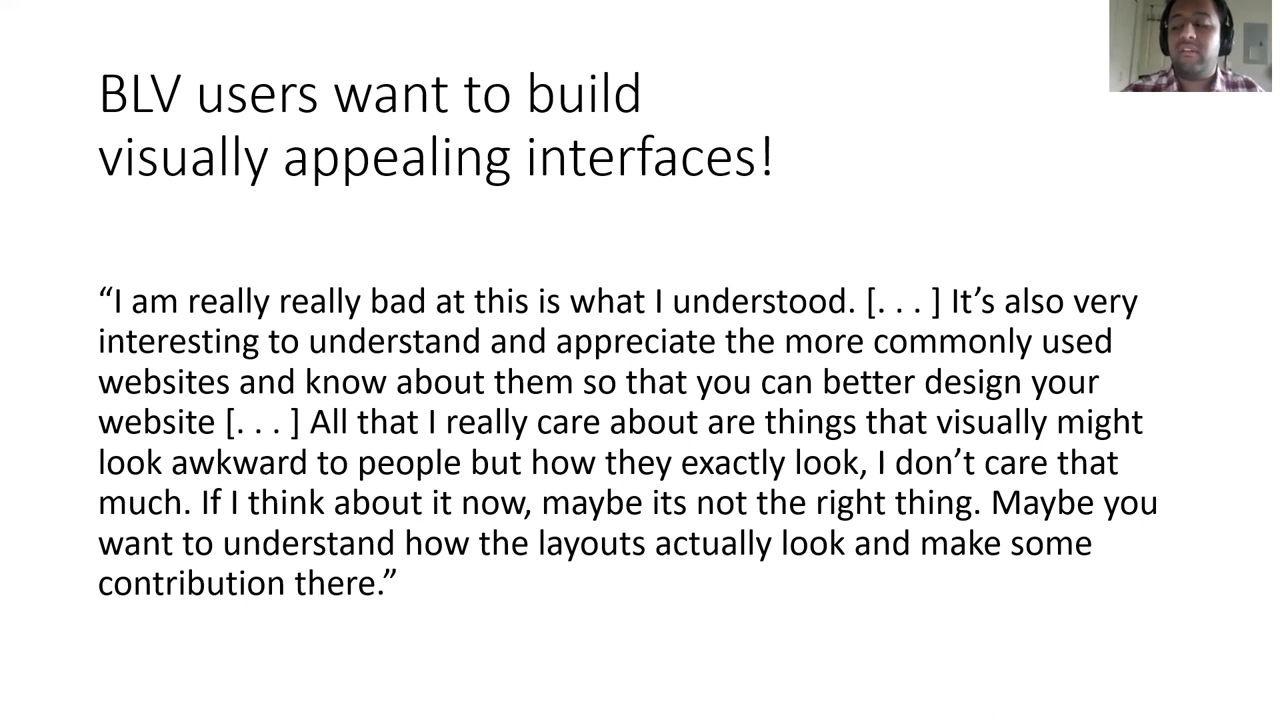 BLV users want to build
visually appealing interfaces!
“I am really really bad at this is what I understood. [. . . ] It’s also very
interesting to understand and appreciate the more commonly used
websites and know about them so that you can better design your
website [. . . ] All that I really care about are things that visually might
look awkward to people but how they exactly look, I don’t care that
much. If I think about it now, maybe its not the right thing. Maybe you
want to understand how the layouts actually look and make some
contribution there.”